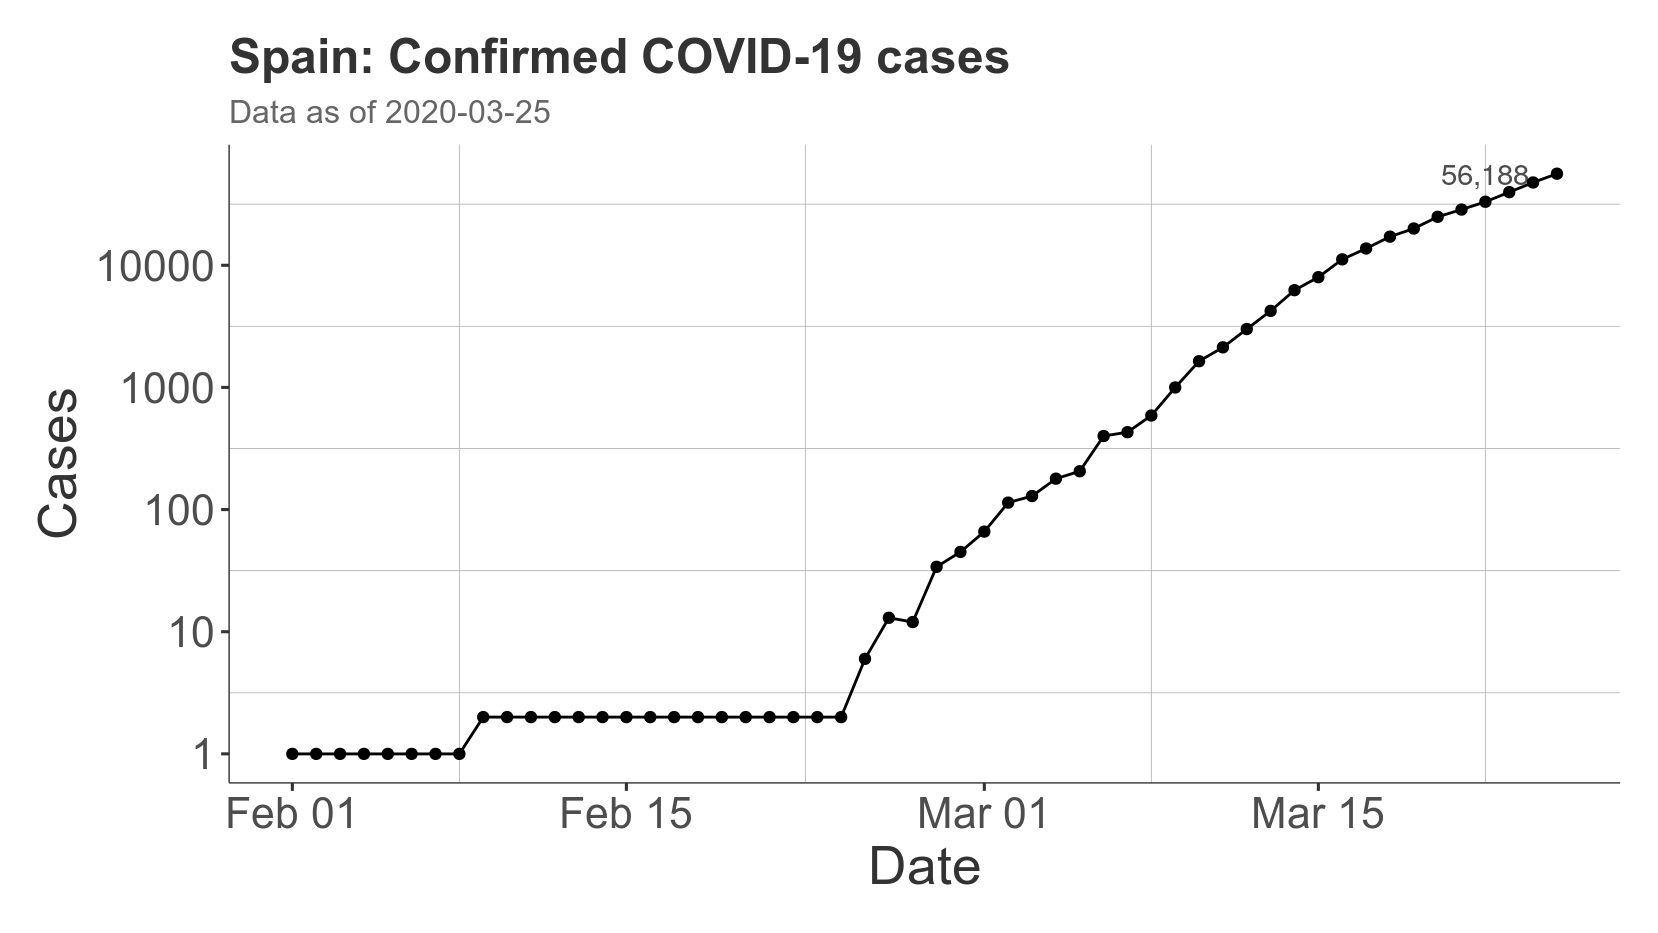 Spain: Confirmed COVID-19 cases
Data as of 2020-03-25
56,188
10000
1000
100
10
1
Cases
Feb 01 Feb 15 Mar 01 Mar 15
Date